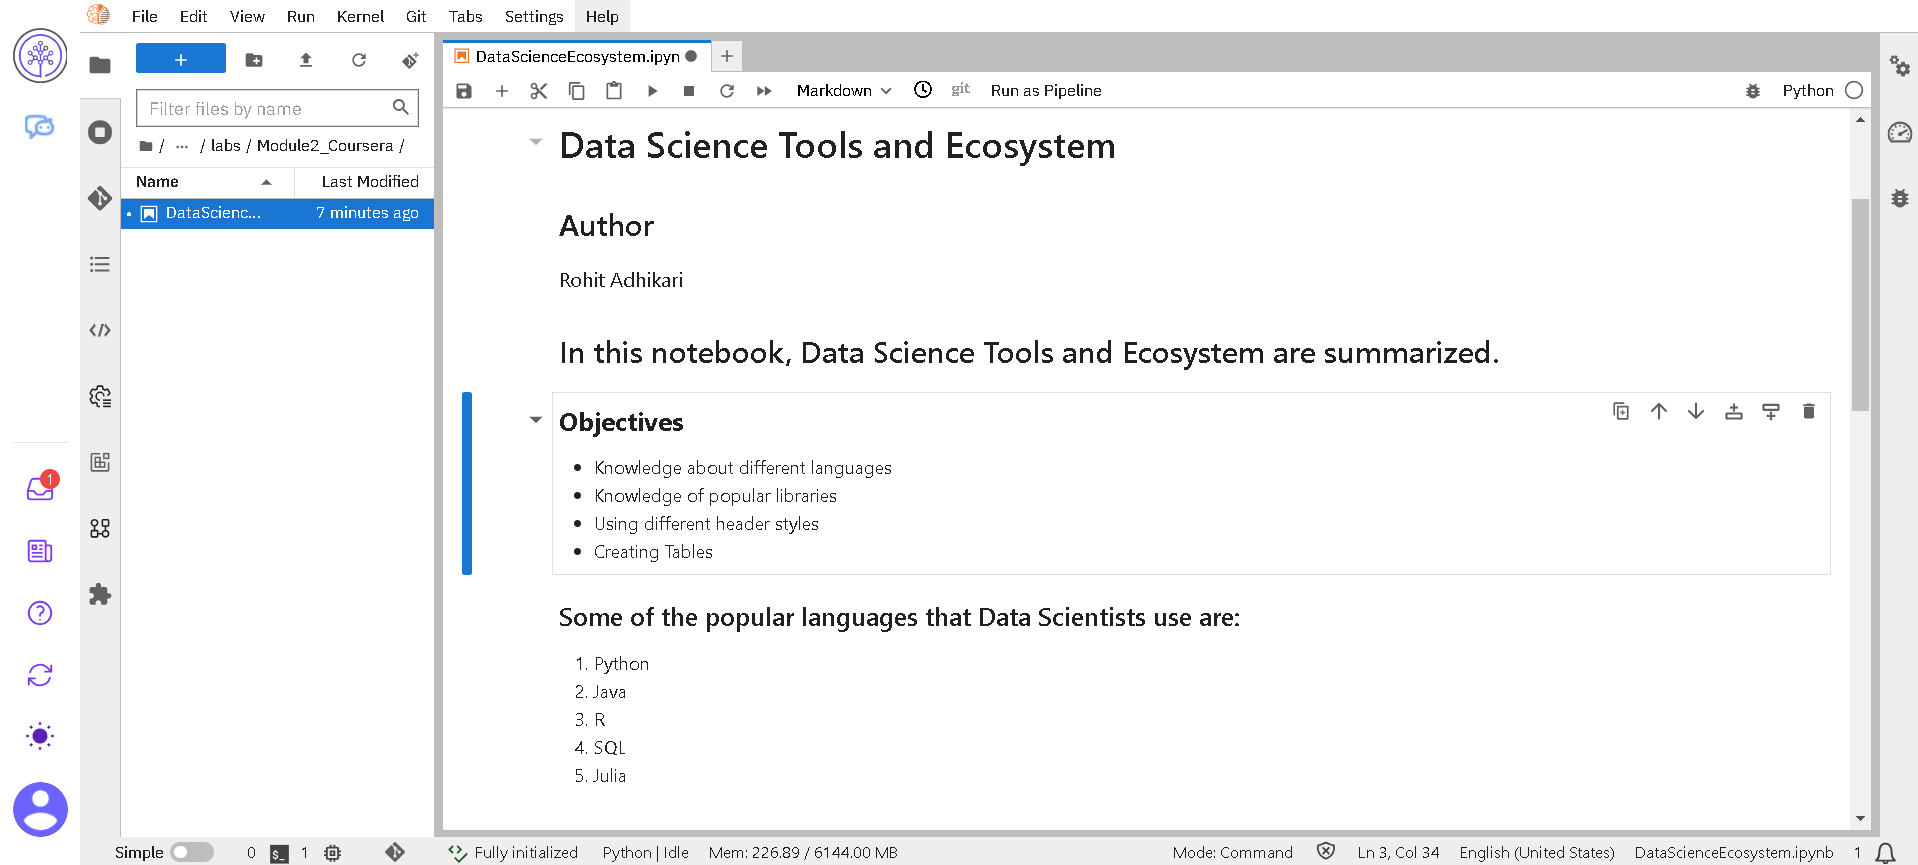 File Edit View Run Kernel Git Tabs Settings Help
Filter files by name
/ ... / labs / Module2_Coursera /
Name Last Modified
DataScienc... 7 minutes ago
DataScienceEcosystem.ipyn
Markdown git Run as Pipeline Python
Data Science Tools and Ecosystem
Author
Rohit Adhikari
In this notebook, Data Science Tools and Ecosystem are summarized.
Objectives
• Knowledge about different languages
• Knowledge of popular libraries
• Using different header styles
• Creating Tables
Some of the popular languages that Data Scientists use are:
1. Python
2. Java
3. R
4. SQL
5. Julia
1
Simple 0 $_ 1 Fully initialized Python | Idle Mem: 226.89 / 6144.00 MB Mode: Command Ln 3, Col 34 English (United States) DataScienceEcosystem.ipynb 1